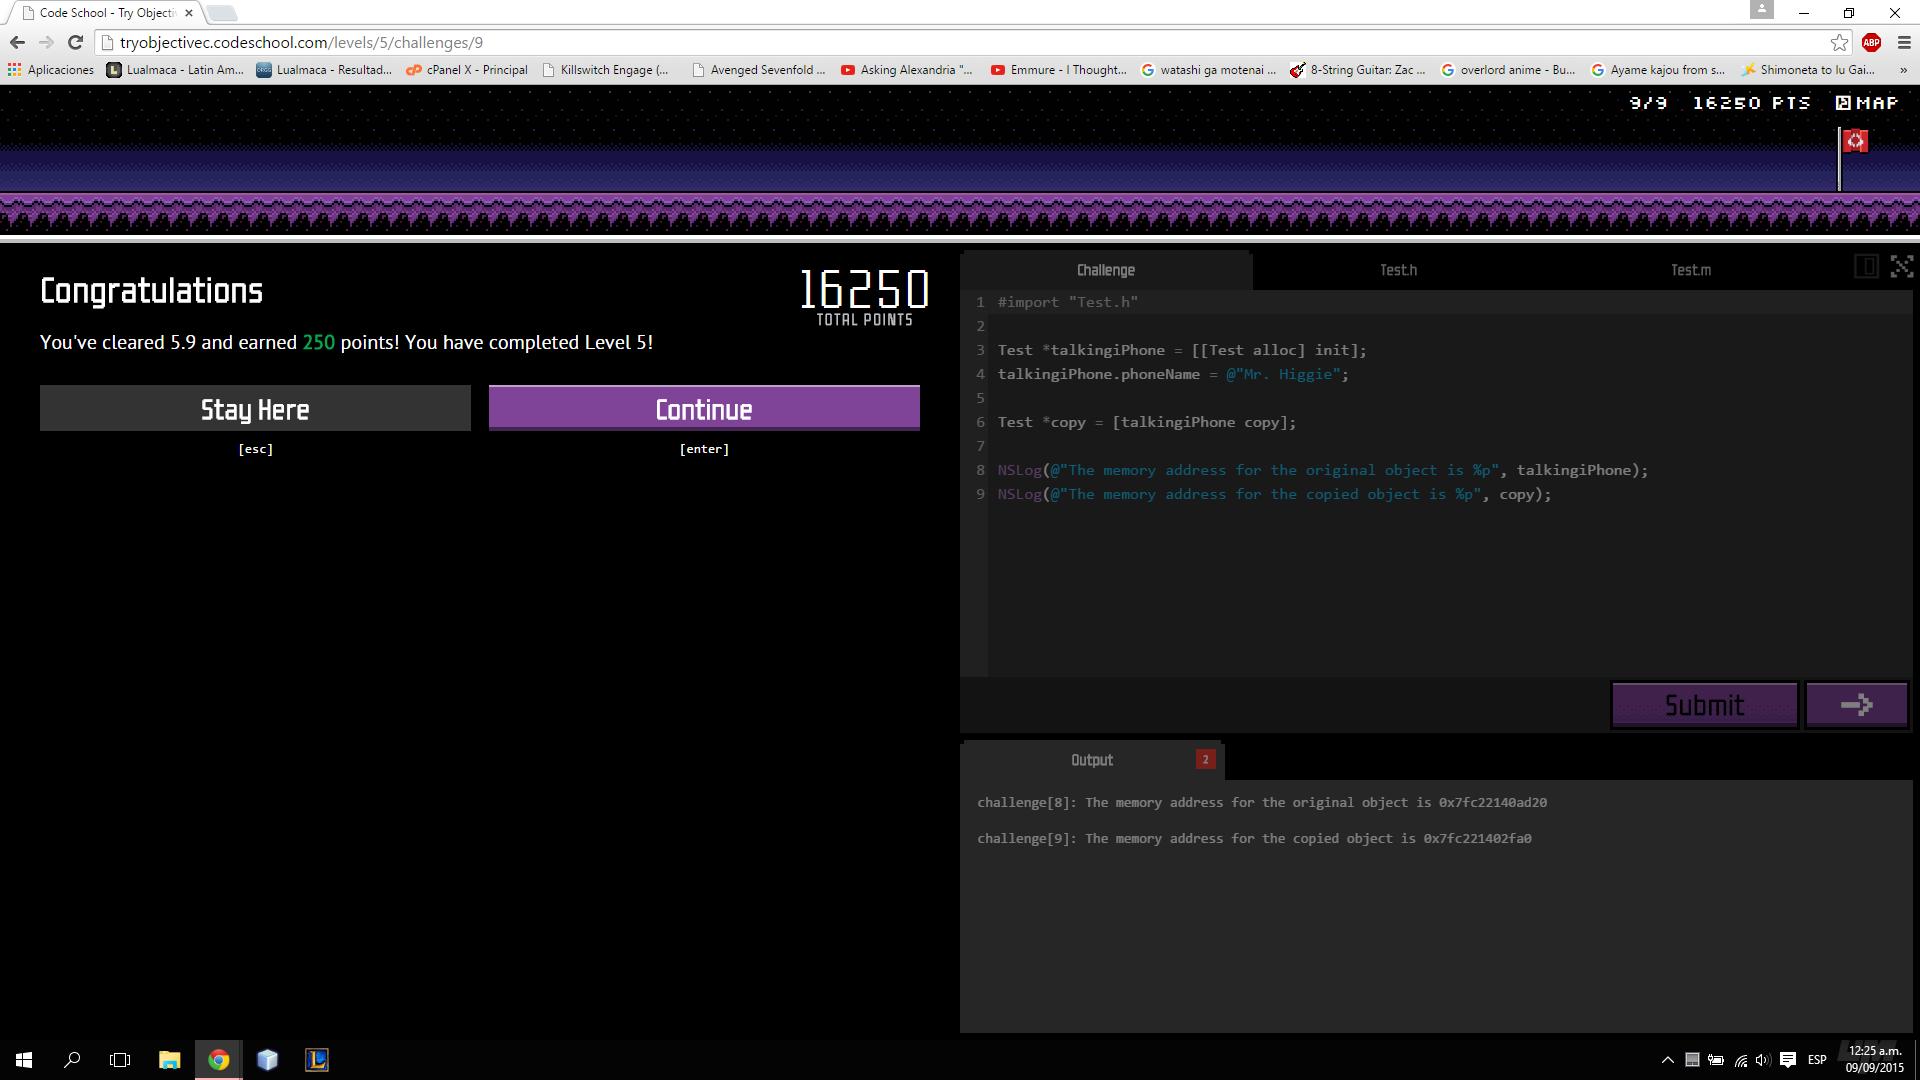 Code School - Try Objecti
tryobjectivec.codeschool.com/levels/5/challenges/9
ABP
Aplicaciones
Lualmaca - Latin Am...
Lualmaca - Resultad...
cPanel X - Principal
Killswitch Engage (...
Avenged Sevenfold ...
Asking Alexandria "...
Emmure - I Thought...
watashi ga motenai ...
8-String Guitar: Zac ...
overlord anime - Bu...
Ayame kajou from s...
Shimoneta to Iu Gai...
»
9/9 16250 PTS MAP
Congratulations
16250
TOTAL POINTS
You've cleared 5.9 and earned 250 points! You have completed Level 5!
Stay Here
[esc]
Continue
[enter]
Challenge
Test.h
Test.m
1 #import "Test.h"
2
3 Test *talkingiPhone = [[Test alloc] init];
4 talkingiPhone.phoneName = @"Mr. Higgie";
5
6 Test *copy = [talkingiPhone copy];
7
8 NSLog(@"The memory address for the original object is %p", talkingiPhone);
9 NSLog(@"The memory address for the copied object is %p", copy);
Submit
Output 2
challenge[8]: The memory address for the original object is 0x7fc22140ad20
challenge[9]: The memory address for the copied object is 0x7fc221402fa0
ESP
12:25 a.m.
09/09/2015